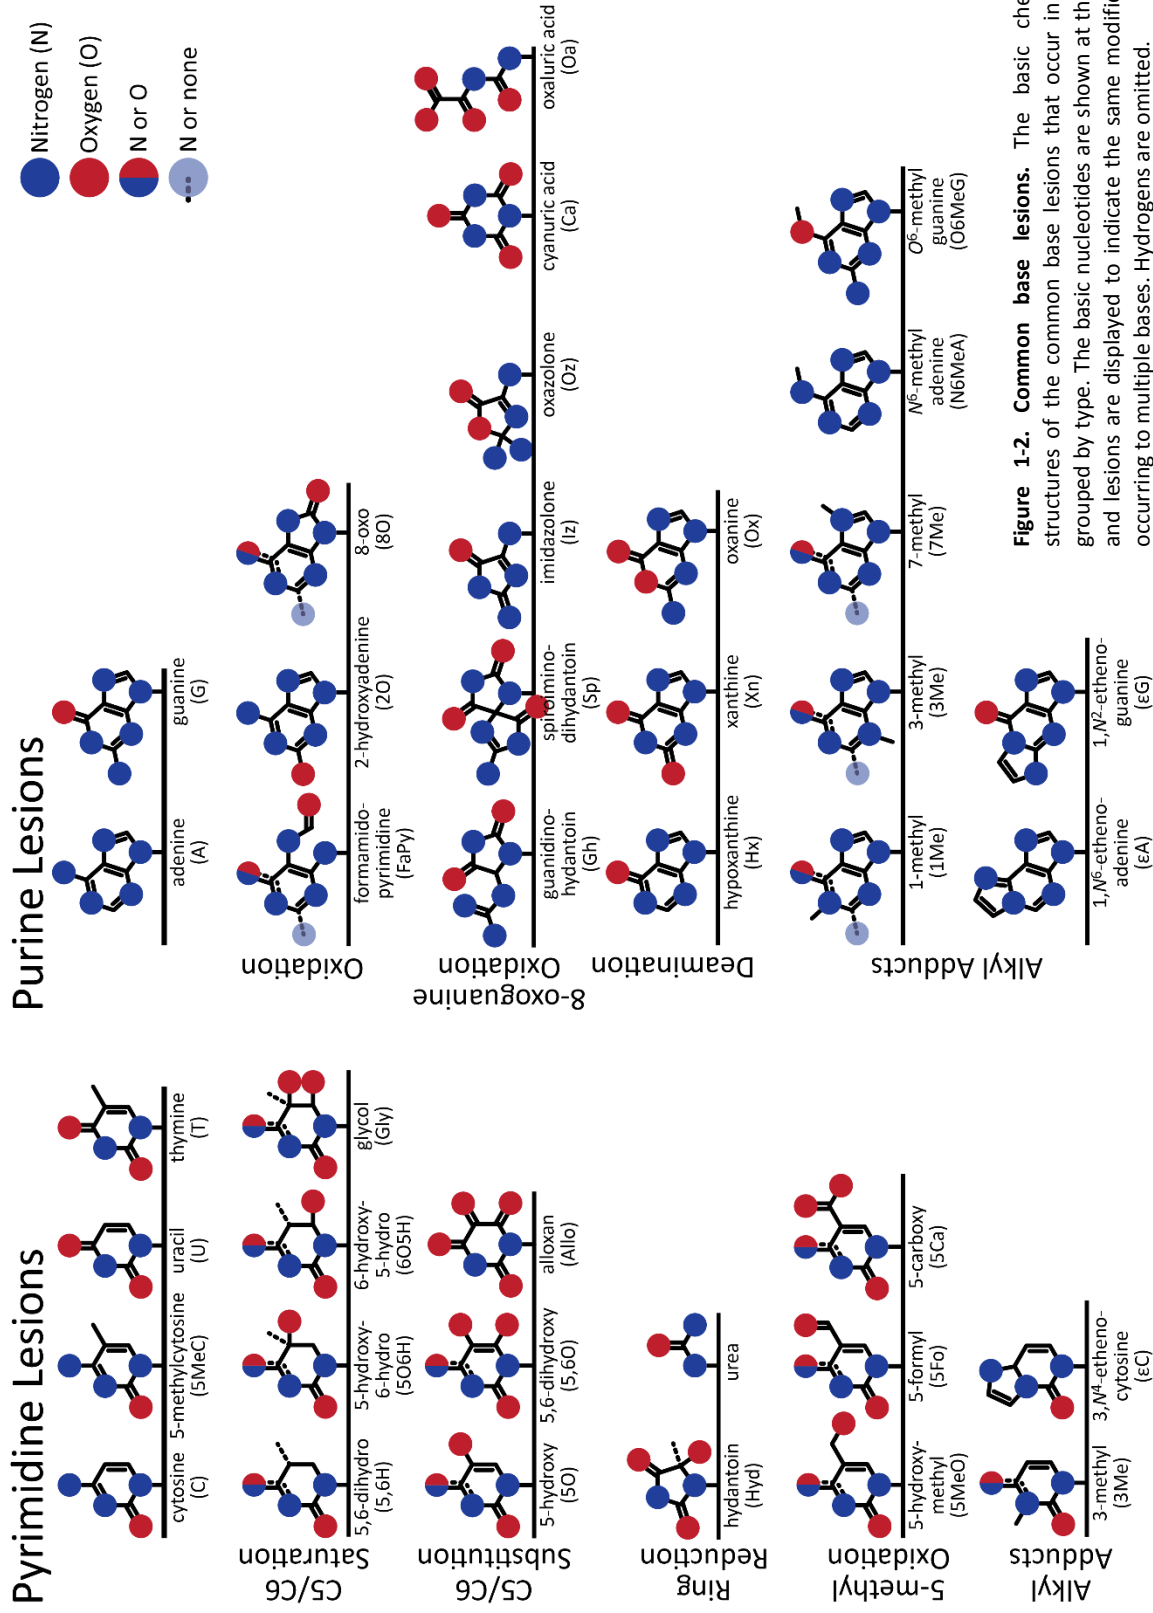 Pyrimidine Lesions
cytosine
(C)
5-methylcytosine
(5MeC)
uracil
(U)
thymine
(T)
C5/C6
Saturation
5,6-dihydro
(5,6H)
5-hydroxy-
6-hydro
(5O6H)
6-hydroxy-
5-hydro
(6O5H)
glycol
(Gly)
C5/C6
Substitution
5-hydroxy
(5O)
5,6-dihydroxy
(5,6O)
alloxan
(Allo)
Ring
Reduction
hydantoin
(Hyd)
urea
5-methyl
Oxidation
5-hydroxy-
methyl
(5MeO)
5-formyl
(5Fo)
5-carboxy
(5Ca)
Alkyl
Adducts
3-methyl
(3Me)
3,N⁴-etheno-
cytosine
(εC)
Purine Lesions
adenine
(A)
guanine
(G)
Nitrogen (N)
Oxygen (O)
N or O
N or none
Oxidation
formamido-
pyrimidine
(FaPy)
2-hydroxyadenine
(2O)
8-oxo
(8O)
8-oxoguanine
Oxidation
guanidino-
hydantoin
(Gh)
spiroimino-
dihydantoin
(Sp)
imidazolone
(Iz)
oxazolone
(Oz)
cyanuric acid
(Ca)
oxaluric acid
(Oa)
Deamination
hypoxanthine
(Hx)
xanthine
(Xn)
oxanine
(Ox)
Alkyl Adducts
1-methyl
(1Me)
3-methyl
(3Me)
7-methyl
(7Me)
N⁶-methyl
adenine
(N6MeA)
O⁶-methyl
guanine
(O6MeG)
1,N⁶-etheno-
adenine
(εA)
1,N²-etheno-
guanine
(εG)
Figure 1-2. Common base lesions. The basic che
structures of the common base lesions that occur in
grouped by type. The basic nucleotides are shown at th
and lesions are displayed to indicate the same modific
occurring to multiple bases. Hydrogens are omitted.